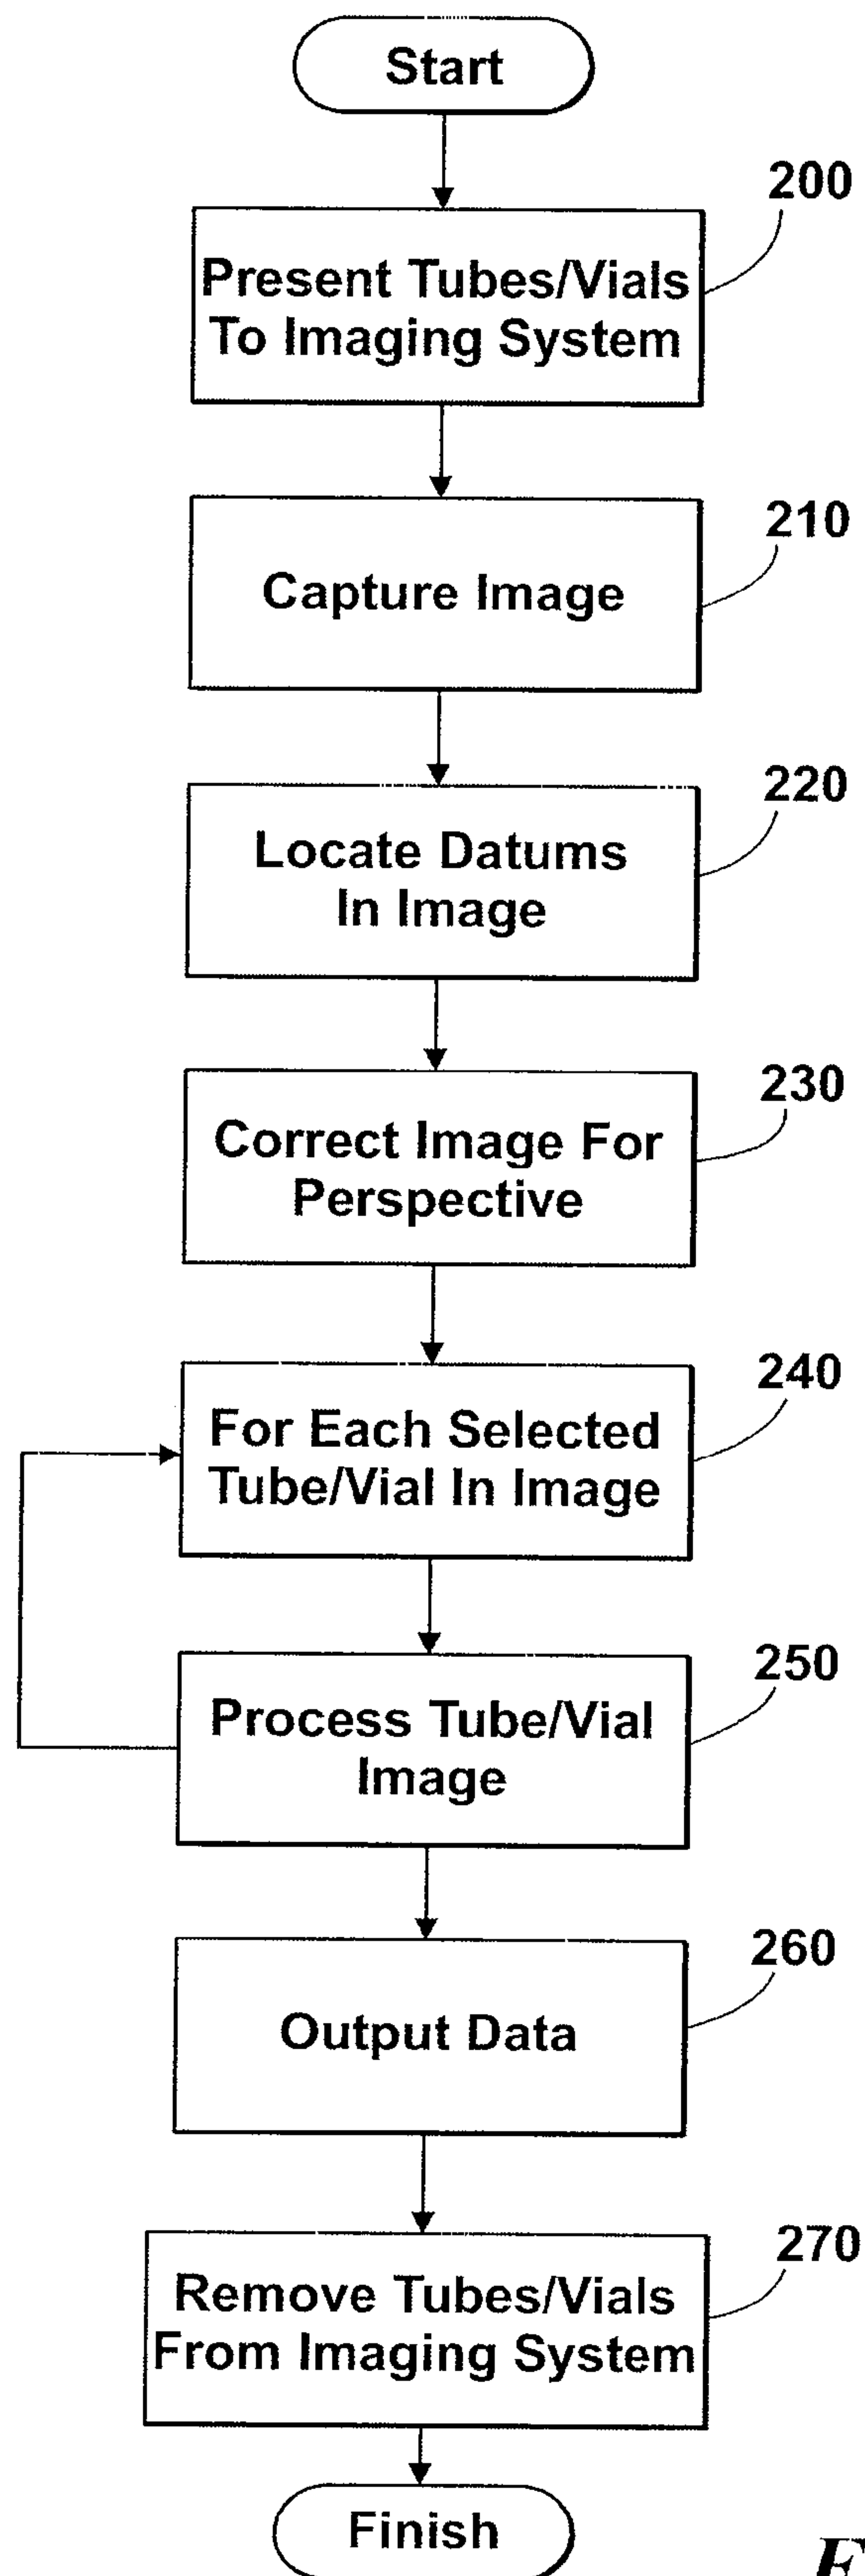 Start
200
Present Tubes/Vials
To Imaging System
210
Capture Image
220
Locate Datums
In Image
230
Correct Image For
Perspective
240
For Each Selected
Tube/Vial In Image
250
Process Tube/Vial
Image
260
Output Data
270
Remove Tubes/Vials
From Imaging System
Finish